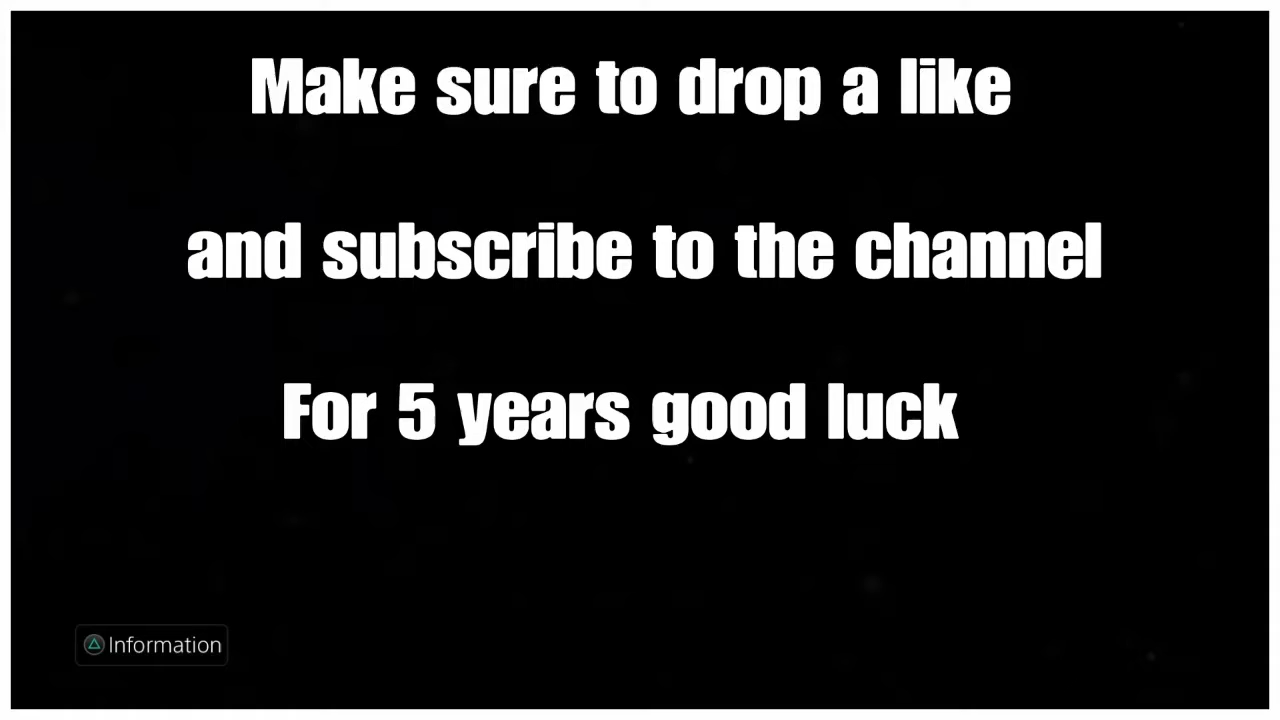 Make sure to drop a like
and subscribe to the channel
For 5 years good luck
Information